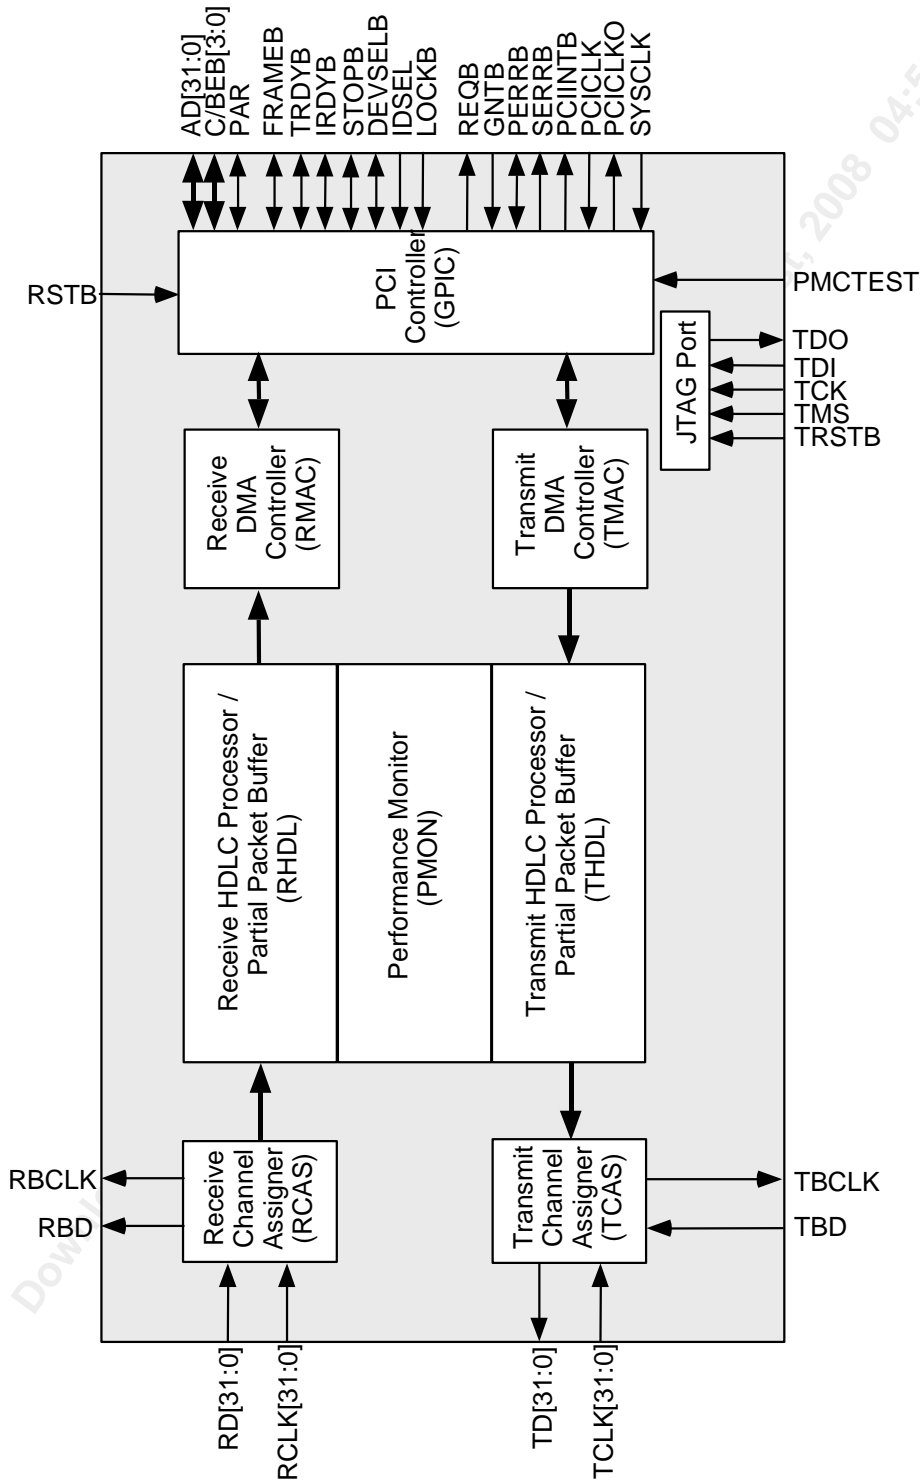 AD[31:0]
C/BEB[3:0]
PAR
FRAMEB
TRDYB
IRDYB
STOPB
DEVSELB
IDSEL
LOCKB
REQB
GNTB
PERRB
SERRB
PCIINTB
PCICLK
PCICLKO
SYSCLK
RSTB
PCI
Controller
(GPIC)
PMCTEST
JTAG Port
TDO
TDI
TCK
TMS
TRSTB
Receive
DMA
Controller
(RMAC)
Transmit
DMA
Controller
(TMAC)
Receive HDLC Processor /
Partial Packet Buffer
(RHDL)
Performance Monitor
(PMON)
Transmit HDLC Processor /
Partial Packet Buffer
(THDL)
RBCLK
RBD
Receive
Channel
Assigner
(RCAS)
Transmit
Channel
Assigner
(TCAS)
TBCLK
TBD
RD[31:0]
RCLK[31:0]
TD[31:0]
TCLK[31:0]
, 2008 04:5